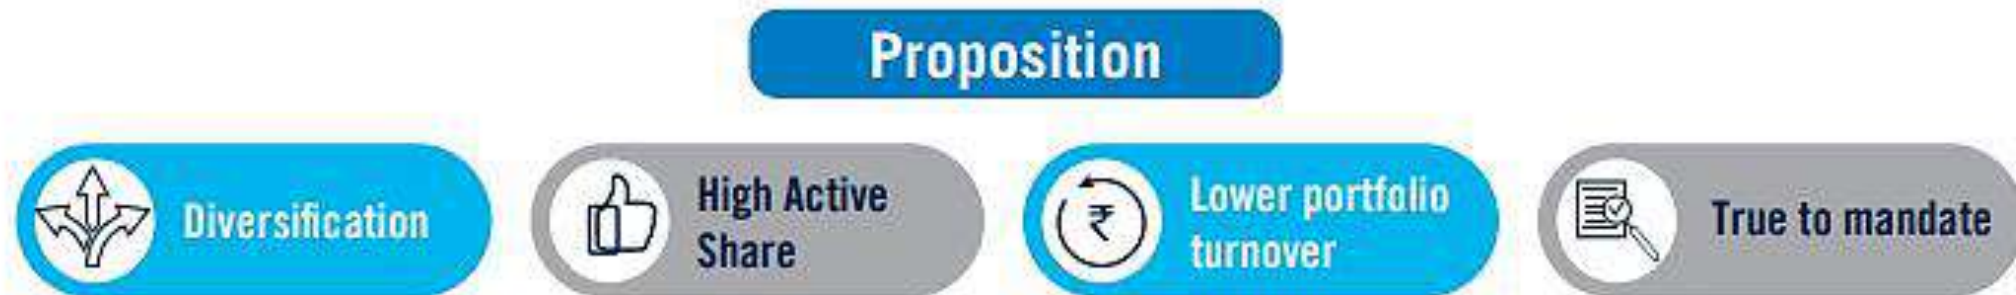 Proposition
Diversification
High Active
Share
₹
Lower portfolio
turnover
True to mandate